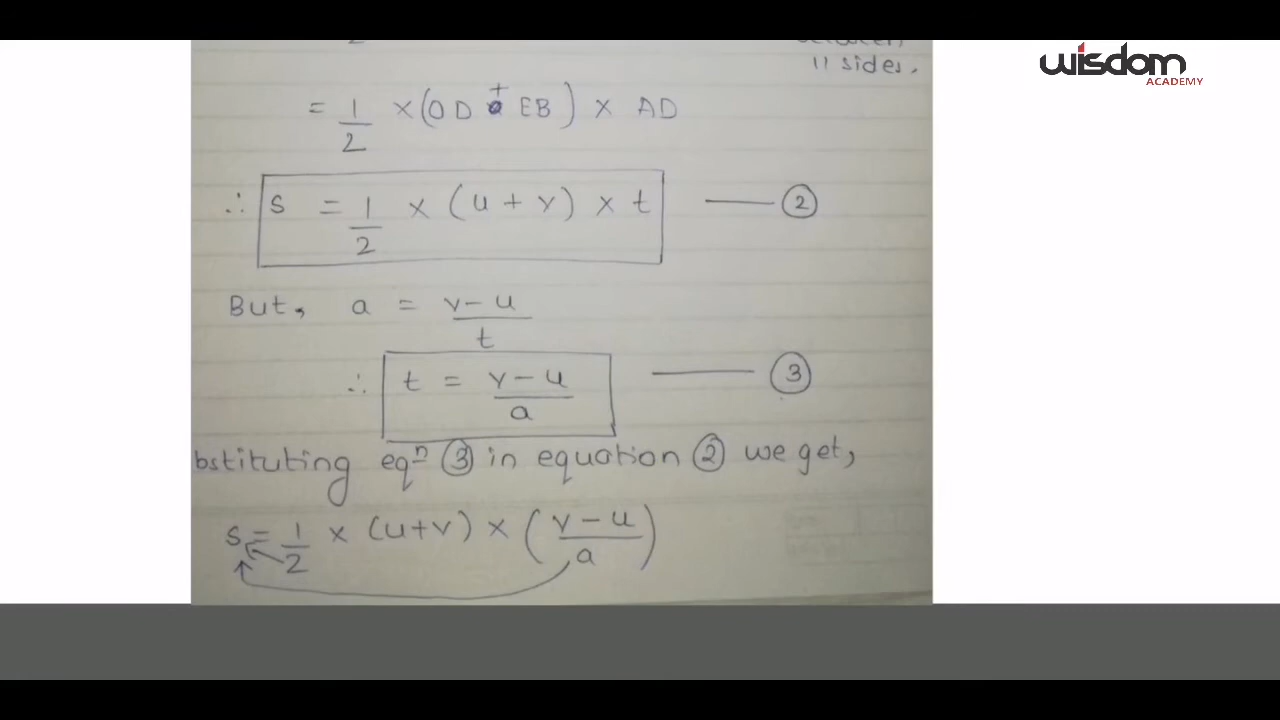 11 sides.
wisdom
ACADEMY
= 1/2 × (OD + EB) × AD
∴ s = 1/2 × (u + v) × t —— ②
But, a = v-u/t
∴ t = v-u/a —— ③
bstituting eqⁿ ③ in equation ② we get,
s = 1/2 × (u+v) × (v-u/a)